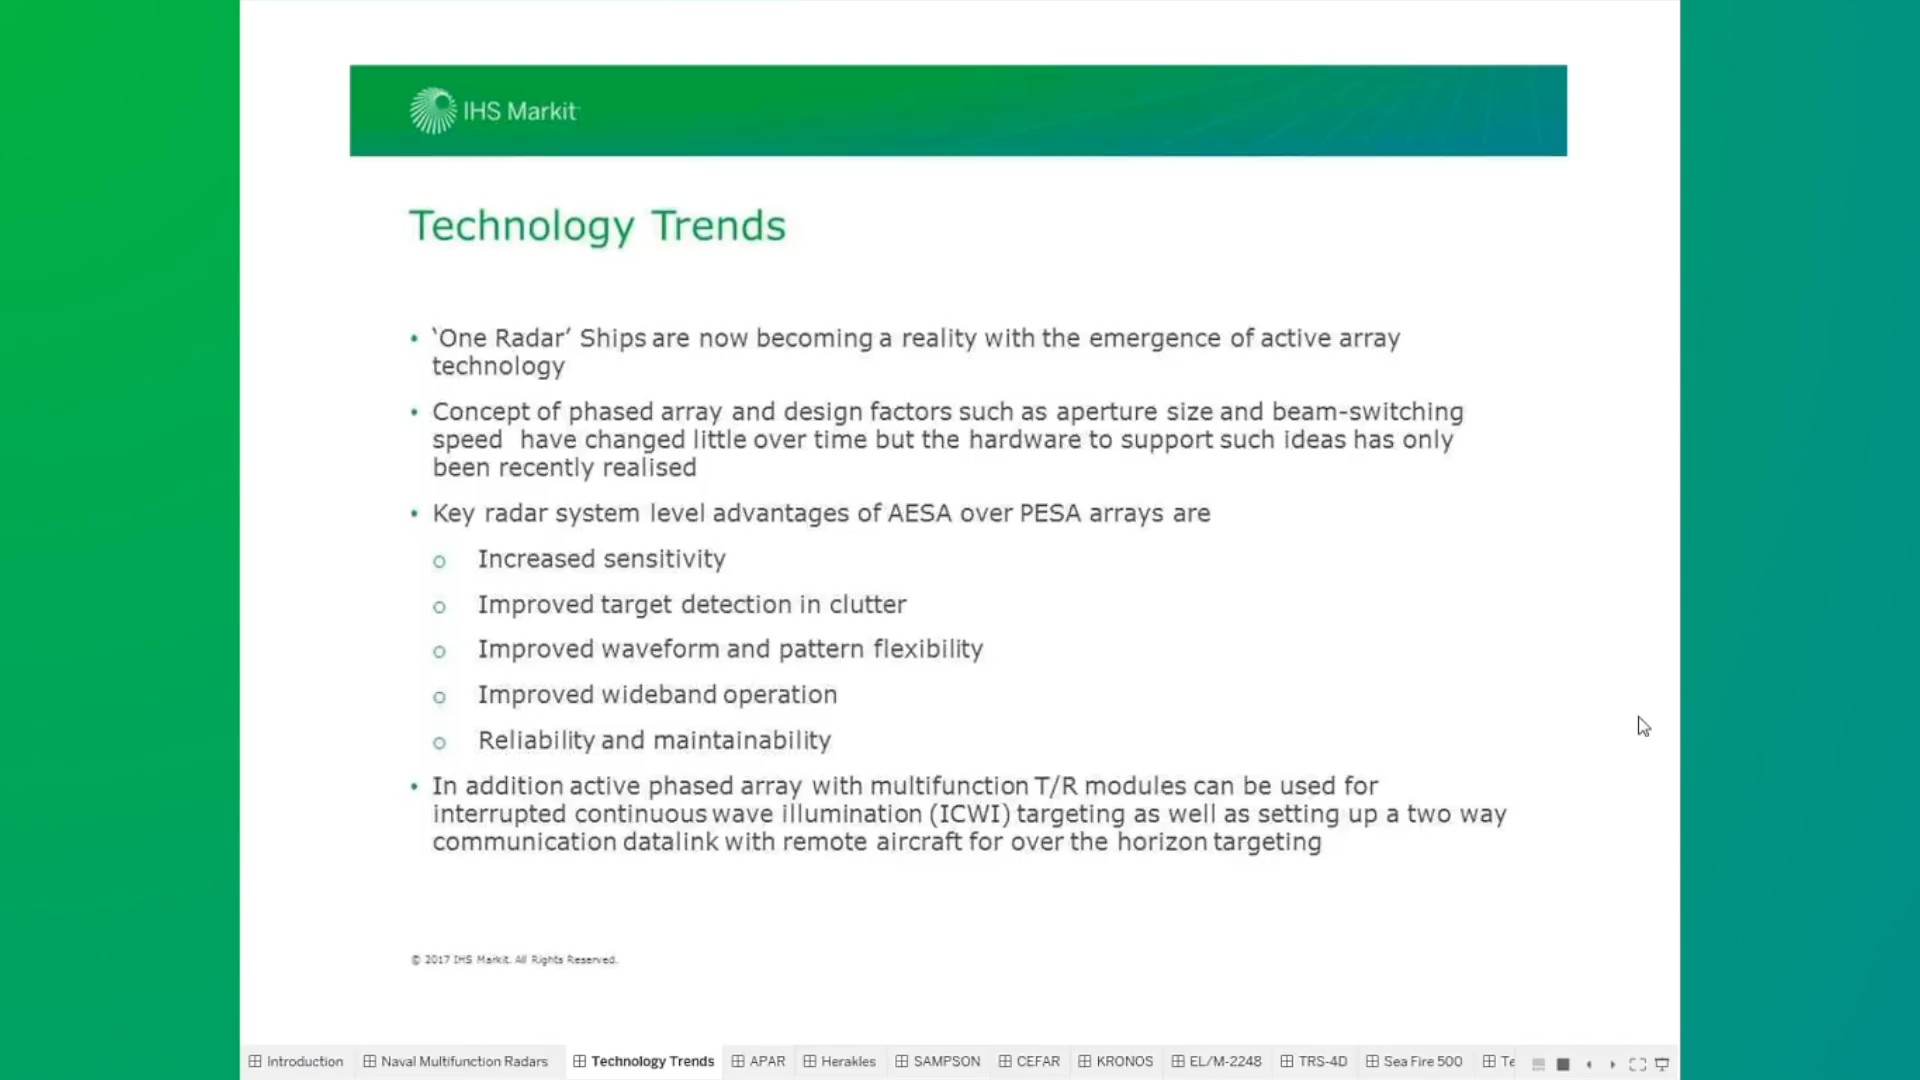 IHS Markit
Technology Trends
• ‘One Radar’ Ships are now becoming a reality with the emergence of active array
technology
• Concept of phased array and design factors such as aperture size and beam-switching
speed have changed little over time but the hardware to support such ideas has only
been recently realised
• Key radar system level advantages of AESA over PESA arrays are
o Increased sensitivity
o Improved target detection in clutter
o Improved waveform and pattern flexibility
o Improved wideband operation
o Reliability and maintainability
• In addition active phased array with multifunction T/R modules can be used for
interrupted continuous wave illumination (ICWI) targeting as well as setting up a two way
communication datalink with remote aircraft for over the horizon targeting
© 2017 IHS Markit. All Rights Reserved.
Introduction Naval Multifunction Radars Technology Trends APAR Herakles SAMPSON CEFAR KRONOS EL/M-2248 TRS-4D Sea Fire 500 Te